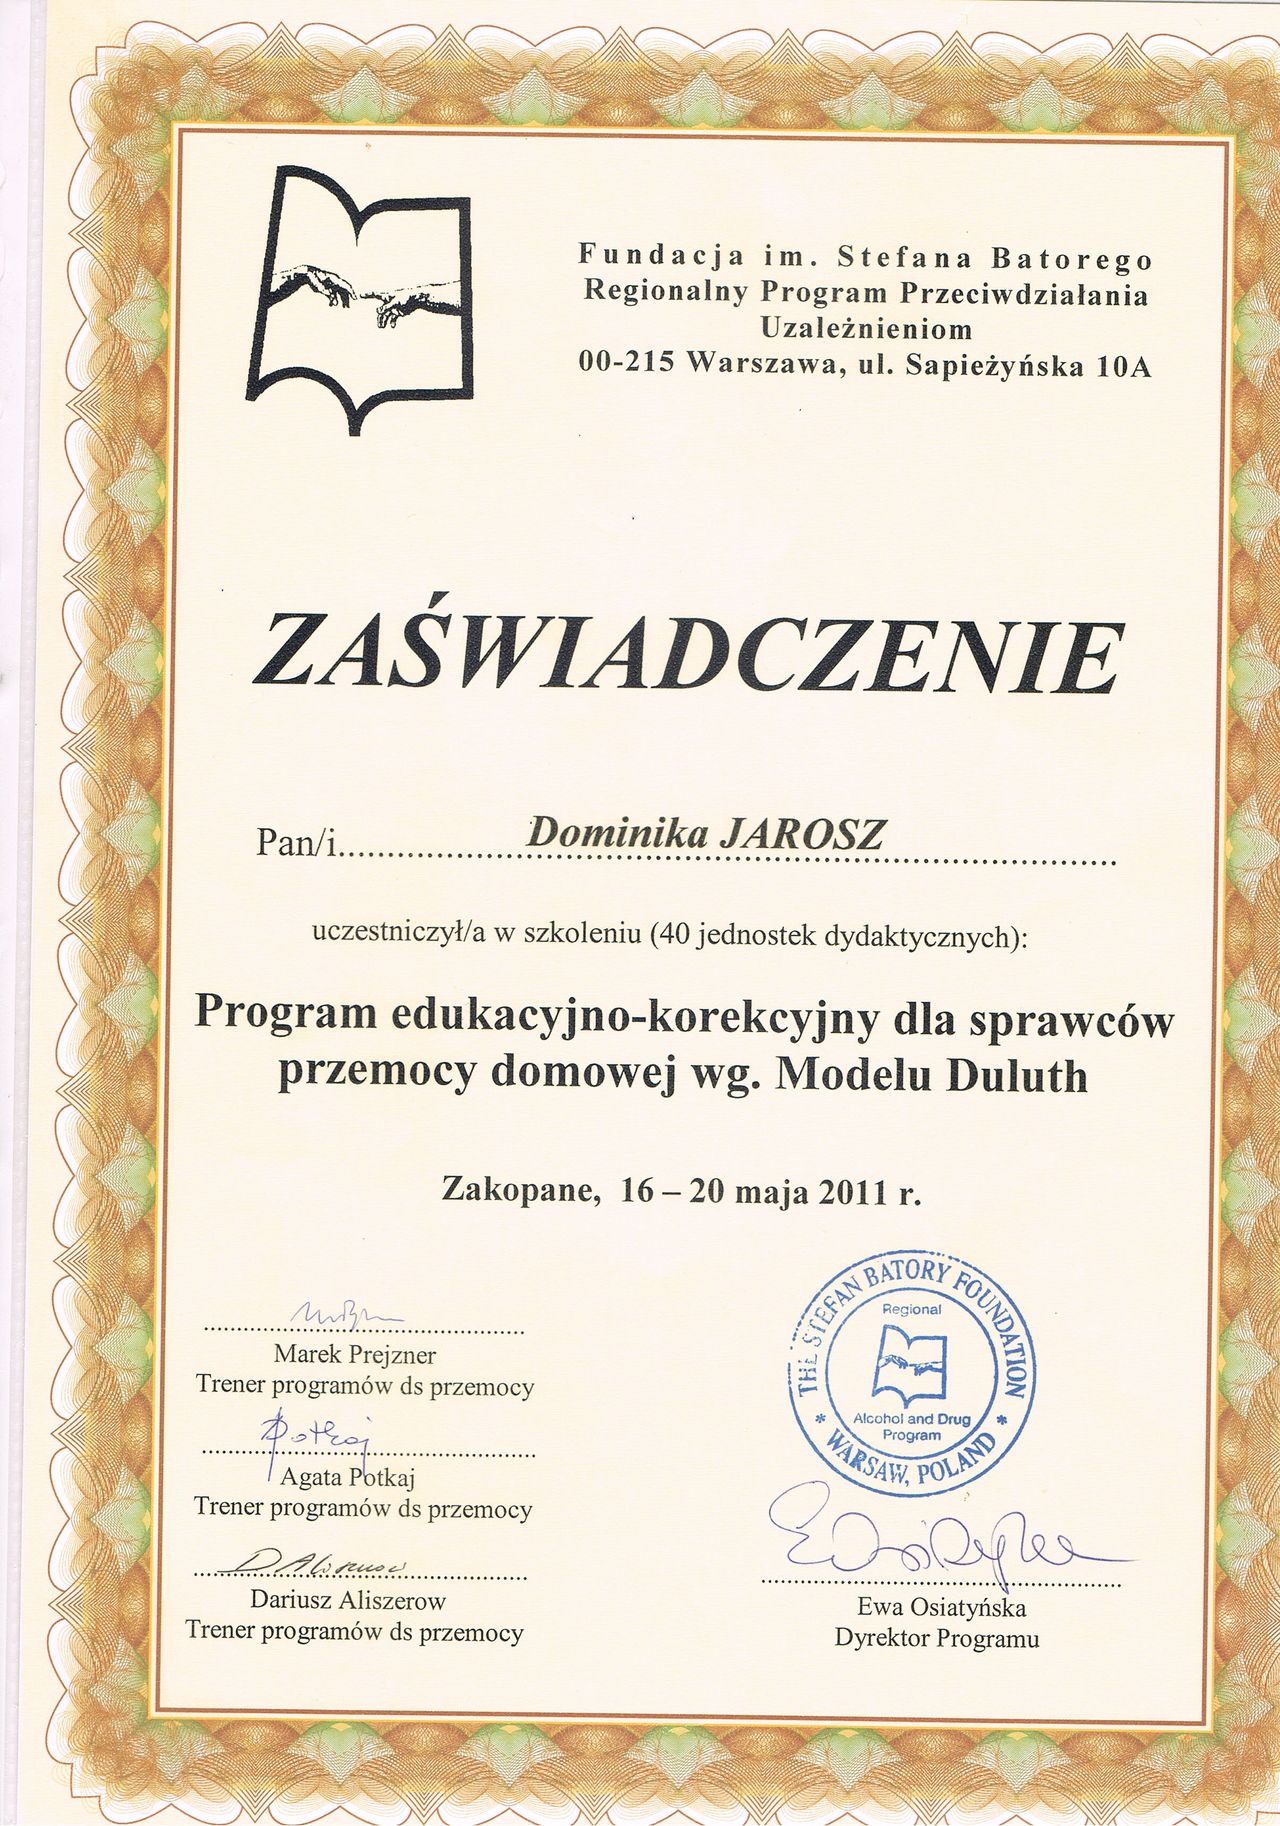 Fundacja im. Stefana Batorego
Regionalny Program Przeciwdziałania
Uzależnieniom
00-215 Warszawa, ul. Sapieżyńska 10A
ZAŚWIADCZENIE
Pan/i.......... Dominika JAROSZ ..........
uczestniczył/a w szkoleniu (40 jednostek dydaktycznych):
Program edukacyjno-korekcyjny dla sprawców
przemocy domowej wg. Modelu Duluth
Zakopane, 16 – 20 maja 2011 r.
Marek Prejzner
Trener programów ds przemocy
Potkaj
Agata Potkaj
Trener programów ds przemocy
Dariusz Aliszerow
Trener programów ds przemocy
THE STEFAN BATORY FOUNDATION
Regional
Alcohol and Drug
Program
* WARSAW, POLAND *
Ewa Osiatyńska
Dyrektor Programu